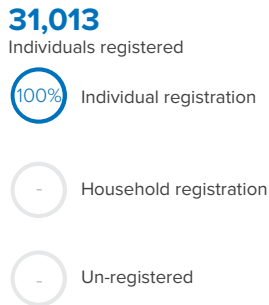 31,013
Individuals registered
100% Individual registration
- Household registration
- Un-registered